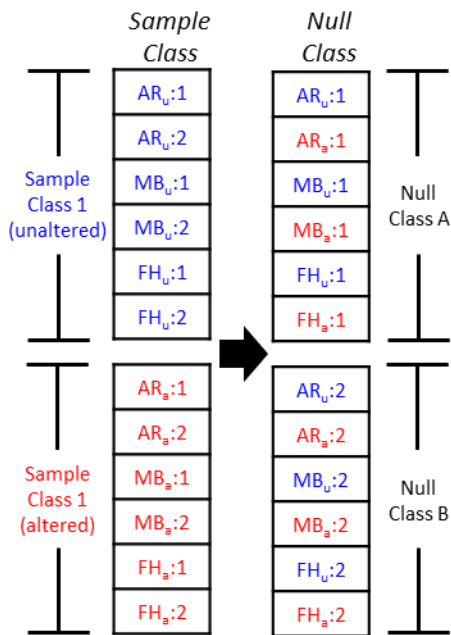 Sample
Class
Null
Class
Sample
Class 1
(unaltered)
ARᵤ:1
ARᵤ:2
MBᵤ:1
MBᵤ:2
FHᵤ:1
FHᵤ:2
ARᵤ:1
ARₐ:1
MBᵤ:1
MBₐ:1
FHᵤ:1
FHₐ:1
Null
Class A
Sample
Class 1
(altered)
ARₐ:1
ARₐ:2
MBₐ:1
MBₐ:2
FHₐ:1
FHₐ:2
ARᵤ:2
ARₐ:2
MBᵤ:2
MBₐ:2
FHᵤ:2
FHₐ:2
Null
Class B